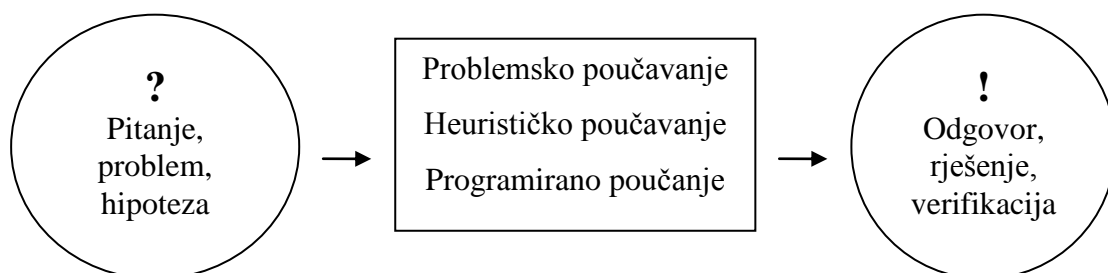 ?
Pitanje,
problem,
hipoteza
Problemsko poučavanje
Heurističko poučavanje
Programirano poučanje
!
Odgovor,
rješenje,
verifikacija